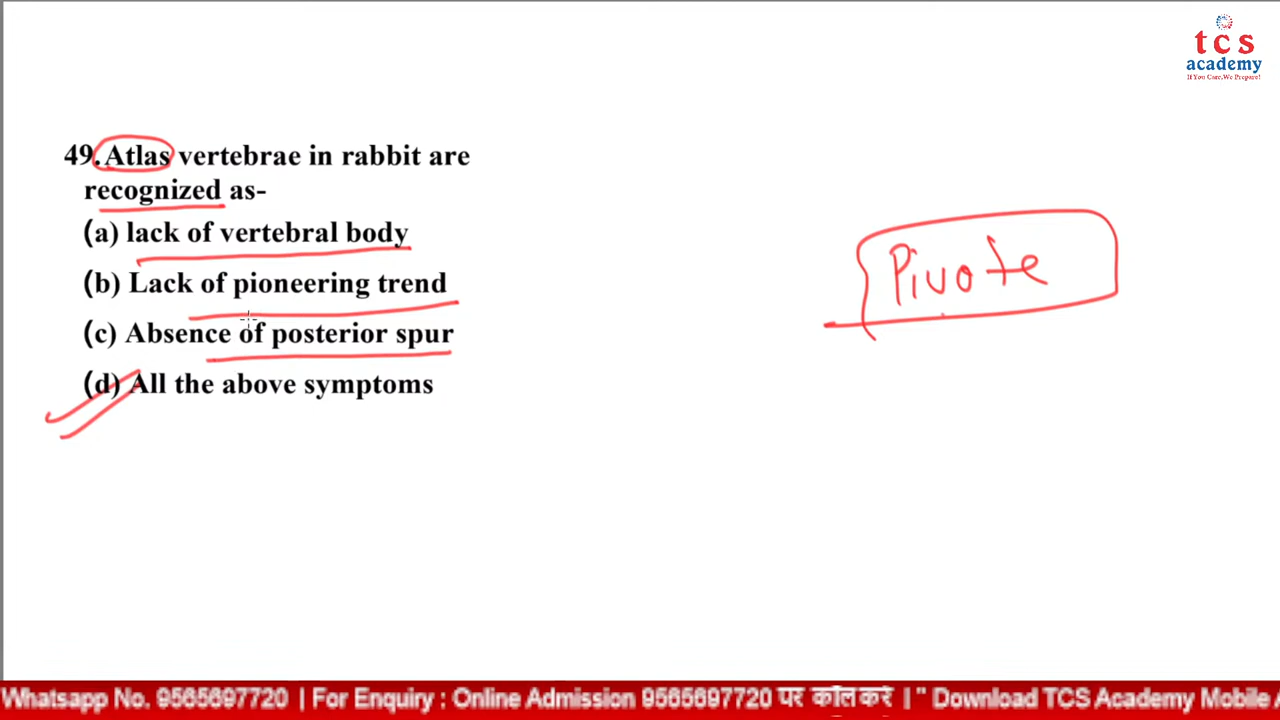 tcs
academy
If You Care,We Prepare!
49.Atlas vertebrae in rabbit are
recognized as-
(a) lack of vertebral body
(b) Lack of pioneering trend
(c) Absence of posterior spur
(d) All the above symptoms
Pivote
Whatsapp No. 9565697720 | For Enquiry : Online Admission 9565697720 पर कॉल करें | " Download TCS Academy Mobile A